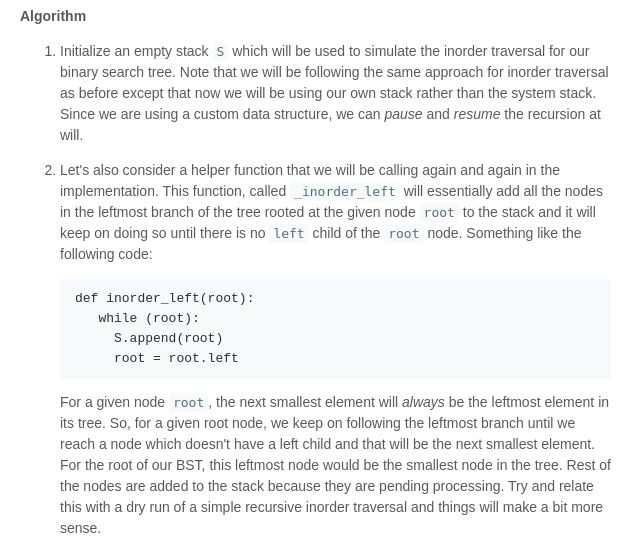 Algorithm
1. Initialize an empty stack S which will be used to simulate the inorder traversal for our
binary search tree. Note that we will be following the same approach for inorder traversal
as before except that now we will be using our own stack rather than the system stack.
Since we are using a custom data structure, we can pause and resume the recursion at
will.
2. Let's also consider a helper function that we will be calling again and again in the
implementation. This function, called _inorder_left will essentially add all the nodes
in the leftmost branch of the tree rooted at the given node root to the stack and it will
keep on doing so until there is no left child of the root node. Something like the
following code:
def inorder_left(root):
   while (root):
     S.append(root)
     root = root.left
For a given node root , the next smallest element will always be the leftmost element in
its tree. So, for a given root node, we keep on following the leftmost branch until we
reach a node which doesn't have a left child and that will be the next smallest element.
For the root of our BST, this leftmost node would be the smallest node in the tree. Rest of
the nodes are added to the stack because they are pending processing. Try and relate
this with a dry run of a simple recursive inorder traversal and things will make a bit more
sense.